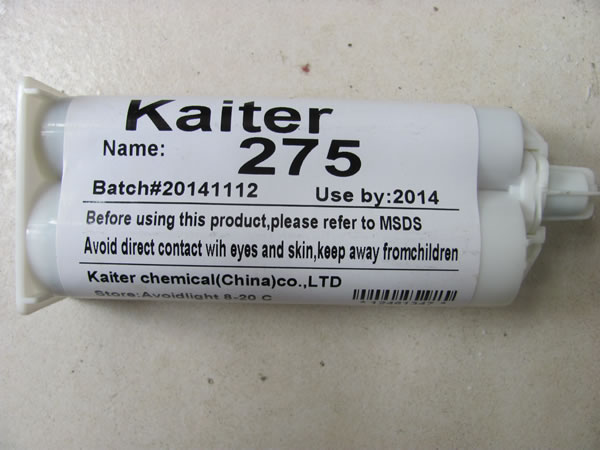 Kaiter
Name: 275
Batch#20141112 Use by:2014
Before using this product,please refer to MSDS
Avoid direct contact wih eyes and skin,keep away fromchildren
Kaiter chemical(China)co.,LTD
Store:Avoidlight 8-20 C